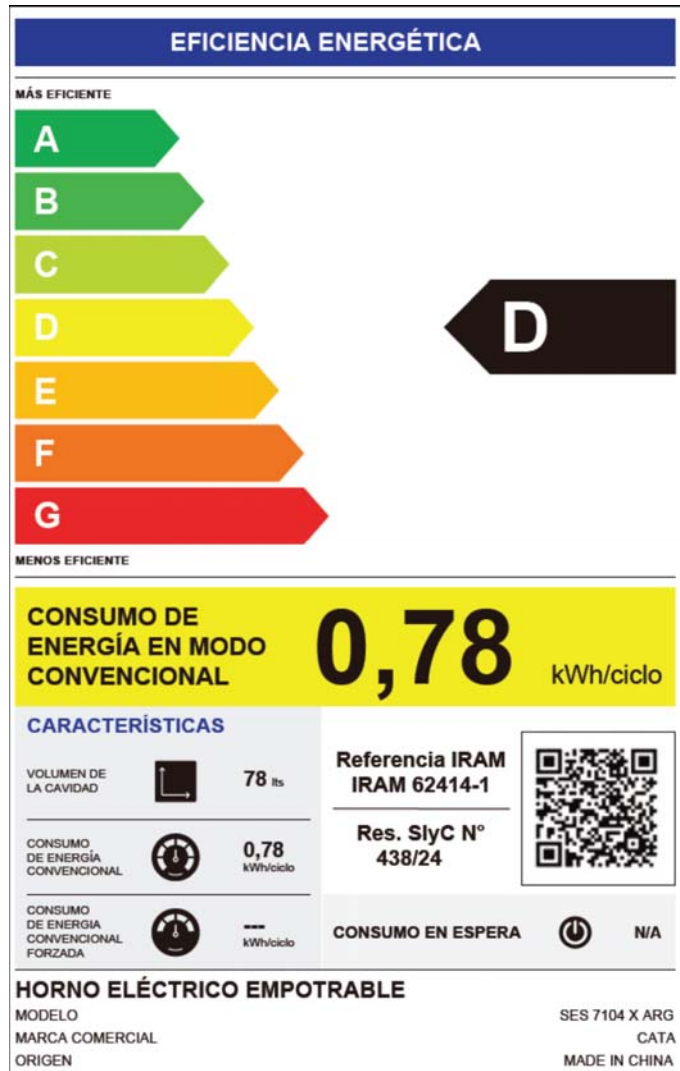 EFICIENCIA ENERGÉTICA
MÁS EFICIENTE
A
B
C
D
E
F
G
D
MENOS EFICIENTE
CONSUMO DE
ENERGÍA EN MODO
CONVENCIONAL
0,78
kWh/ciclo
CARACTERÍSTICAS
VOLUMEN DE
LA CAVIDAD
78 lts
CONSUMO
DE ENERGÍA
CONVENCIONAL
0,78
kWh/ciclo
CONSUMO
DE ENERGIA
CONVENCIONAL
FORZADA
---
kWh/ciclo
Referencia IRAM
IRAM 62414-1
Res. SIyC N°
438/24
CONSUMO EN ESPERA
N/A
HORNO ELÉCTRICO EMPOTRABLE
MODELO SES 7104 X ARG
MARCA COMERCIAL CATA
ORIGEN MADE IN CHINA